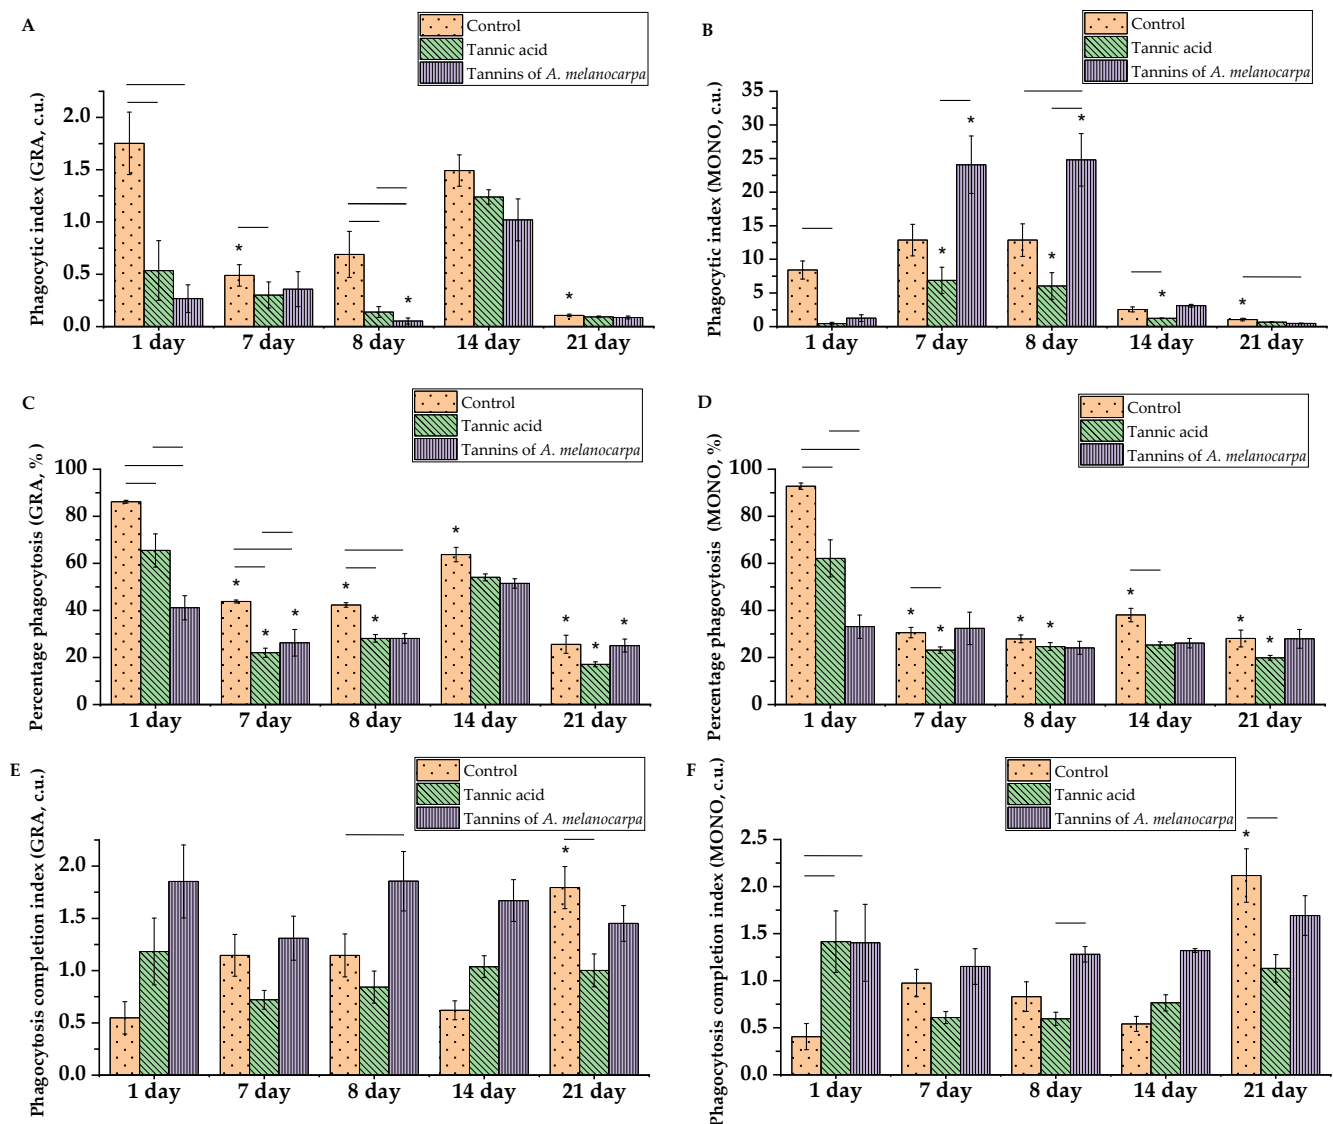 A
Control
Tannic acid
Tannins of A. melanocarpa
Phagocytic index (GRA, c.u.)
2.0
1.5
1.0
0.5
0.0
*
*
*
1 day 7 day 8 day 14 day 21 day
B
Control
Tannic acid
Tannins of A. melanocarpa
Phagocytic index (MONO, c.u.)
35
30
25
20
15
10
5
0
* * * * * *
1 day 7 day 8 day 14 day 21 day
C
Control
Tannic acid
Tannins of A. melanocarpa
Percentage phagocytosis (GRA, %)
100
80
60
40
20
0
* * * * * * * * *
1 day 7 day 8 day 14 day 21 day
D
Control
Tannic acid
Tannins of A. melanocarpa
Percentage phagocytosis (MONO, %)
100
80
60
40
20
0
* * * * * * *
1 day 7 day 8 day 14 day 21 day
E
Control
Tannic acid
Tannins of A. melanocarpa
Phagocytosis completion index (GRA, c.u.)
2.0
1.5
1.0
0.5
0.0
*
1 day 7 day 8 day 14 day 21 day
F
Control
Tannic acid
Tannins of A. melanocarpa
Phagocytosis completion index (MONO, c.u.)
2.5
2.0
1.5
1.0
0.5
0.0
*
1 day 7 day 8 day 14 day 21 day